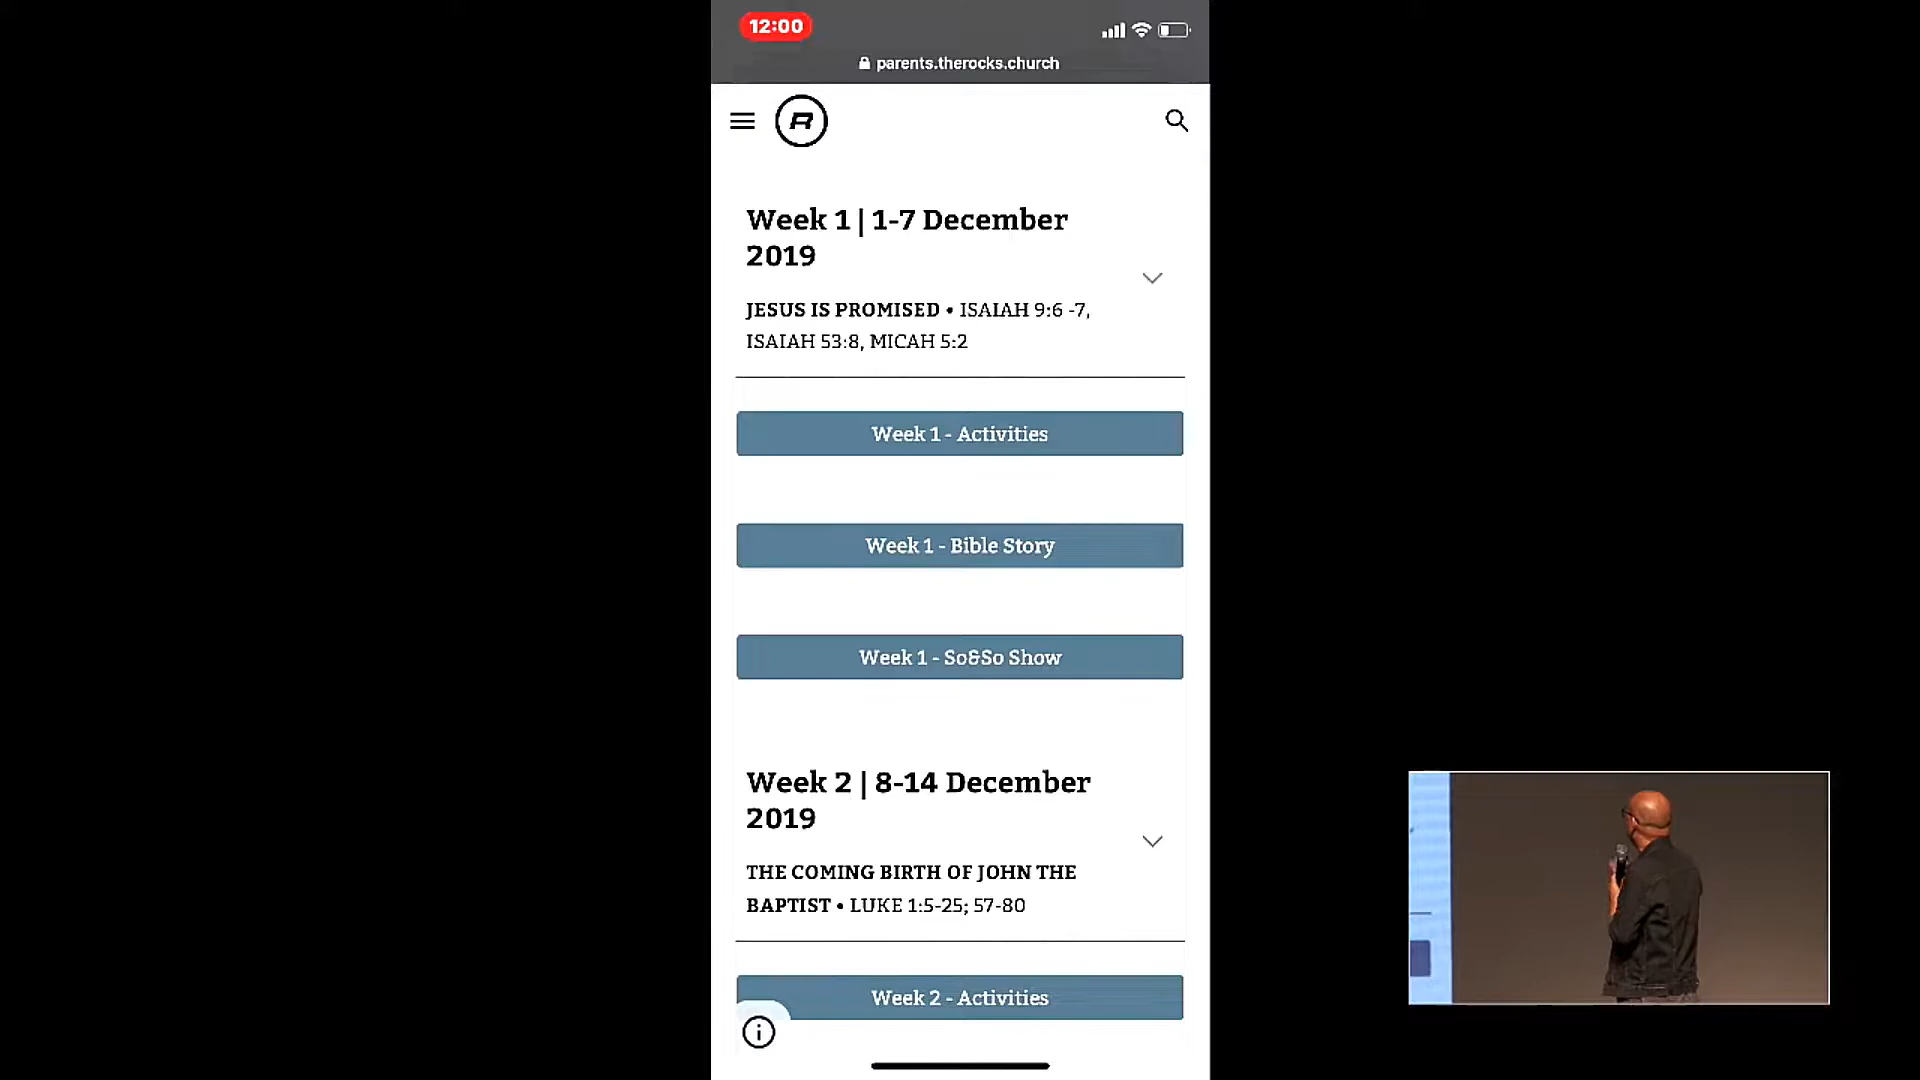 12:00
parents.therocks.church
R
Week 1 | 1-7 December
2019
JESUS IS PROMISED • ISAIAH 9:6 -7,
ISAIAH 53:8, MICAH 5:2
Week 1 - Activities
Week 1 - Bible Story
Week 1 - So&So Show
Week 2 | 8-14 December
2019
THE COMING BIRTH OF JOHN THE
BAPTIST • LUKE 1:5-25; 57-80
Week 2 - Activities